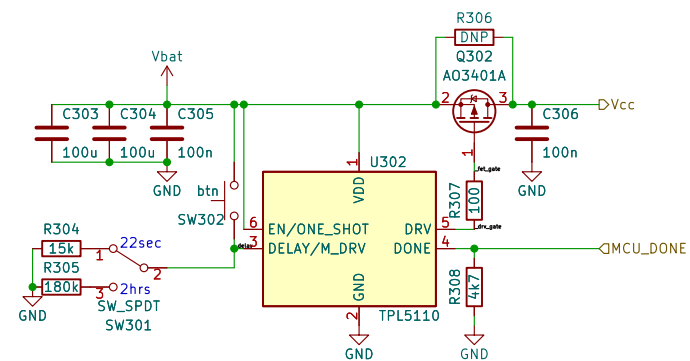 R306
DNP
Q302
AO3401A
Vbat
2
3
Vcc
C303
C304
C305
C306
100u
100u
100n
100n
1
_fet_gate
GND
GND
U302
1
R307
100
btn
VDD
SW302
_drv_gate
6
EN/ONE_SHOT
DRV
5
delay
3
DELAY/M_DRV
DONE
4
MCU_DONE
R304
15k
22sec
1
2
R305
180k
3
2hrs
R308
4k7
GND
SW_SPDT
SW301
GND
2
TPL5110
GND
GND